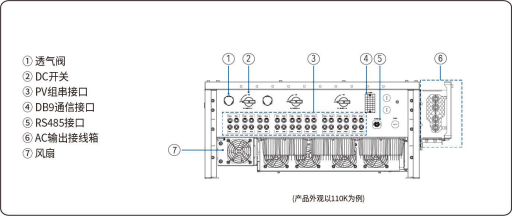 ① 透气阀
② DC开关
③ PV组串接口
④ DB9通信接口
⑤ RS485接口
⑥ AC输出接线箱
⑦ 风扇
① ② ③ ④ ⑤ ⑥
⑦
(产品外观以110K为例)